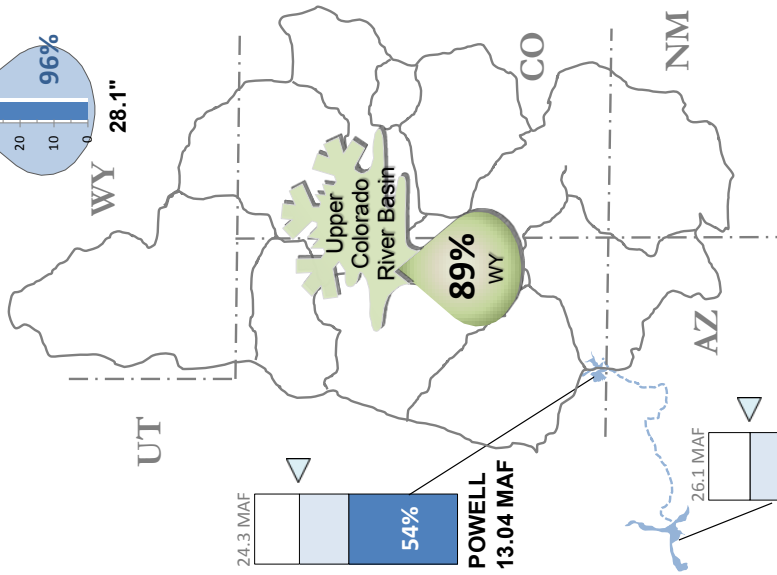 20
10
0
96%
28.1"
WY
UT
CO
NM
AZ
Upper
Colorado
River Basin
89%
WY
24.3 MAF
54%
POWELL
13.04 MAF
26.1 MAF